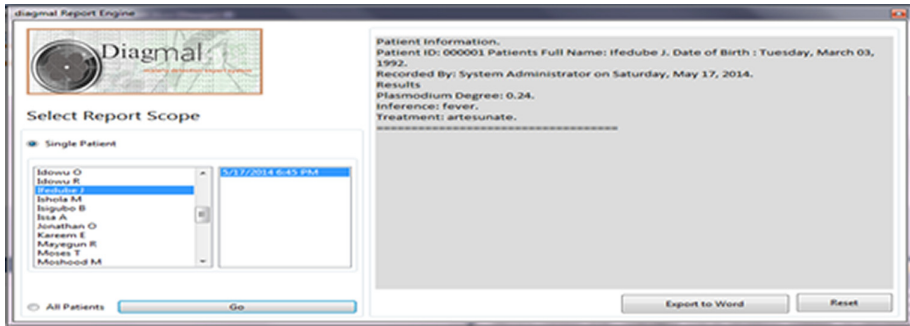 diagmal Report Engine
Diagmal
Select Report Scope
Single Patient
Idowu O
Idowu R
Ifedube J
Ishola M
Isigubo B
Issa A
Jonathan O
Kareem E
Mayegun R
Moses T
Moshood M
5/17/2014 6:45 PM
All Patients
Go
Patient Information.
Patient ID: 000001 Patients Full Name: Ifedube J. Date of Birth : Tuesday, March 03,
1992.
Recorded By: System Administrator on Saturday, May 17, 2014.
Results
Plasmodium Degree: 0.24.
Inference: fever.
Treatment: artesunate.
==================================
Export to Word
Reset